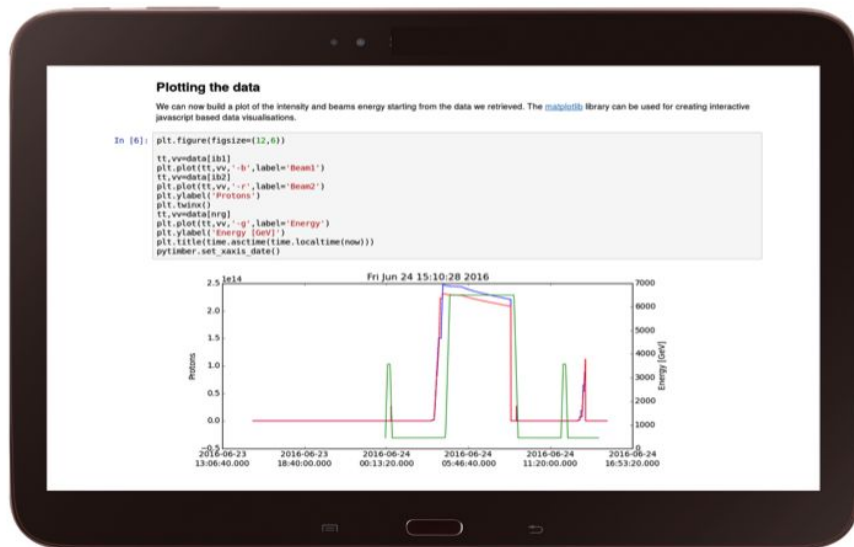 Plotting the data
We can now build a plot of the intensity and beams energy starting from the data we retrieved. The matplotlib library can be used for creating interactive
javascript based data visualisations.
In [6]: plt.figure(figsize=(12,6))
tt,vv=data[ib1]
plt.plot(tt,vv,'-b',label='Beam1')
tt,vv=data[ib2]
plt.plot(tt,vv,'-r',label='Beam2')
plt.ylabel('Protons')
plt.twinx()
tt,vv=data[nrg]
plt.plot(tt,vv,'-g',label='Energy')
plt.ylabel('Energy [GeV]')
plt.title(time.asctime(time.localtime(now)))
pytimber.set_xaxis_date()
1e14
Fri Jun 24 15:10:28 2016
2.5
2.0
1.5
1.0
0.5
0.0
-0.5
Protons
7000
6000
5000
4000
3000
2000
1000
0
Energy [GeV]
2016-06-23 2016-06-23 2016-06-24 2016-06-24 2016-06-24 2016-06-24
13:06:40.000 18:40:00.000 00:13:20.000 05:46:40.000 11:20:00.000 16:53:20.000